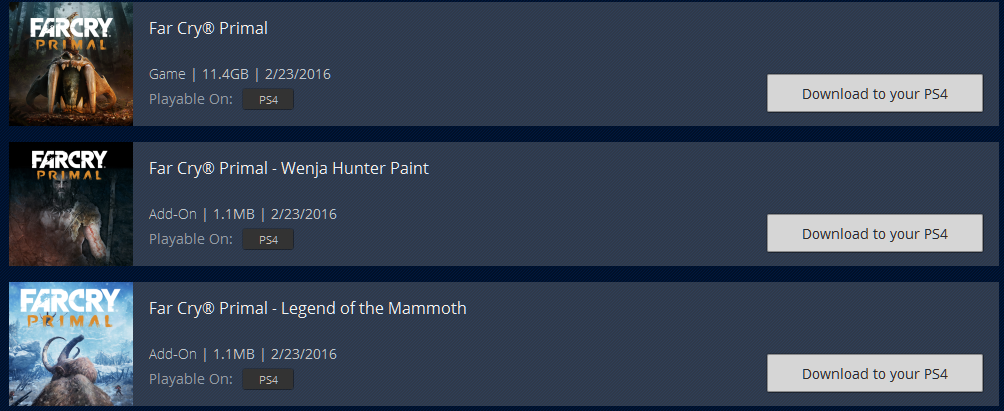 FARCRY
PRIMAL
Far Cry® Primal
Game | 11.4GB | 2/23/2016
Playable On: PS4
Download to your PS4
FARCRY
PRIMAL
Far Cry® Primal - Wenja Hunter Paint
Add-On | 1.1MB | 2/23/2016
Playable On: PS4
Download to your PS4
FARCRY
PRIMAL
Far Cry® Primal - Legend of the Mammoth
Add-On | 1.1MB | 2/23/2016
Playable On: PS4
Download to your PS4